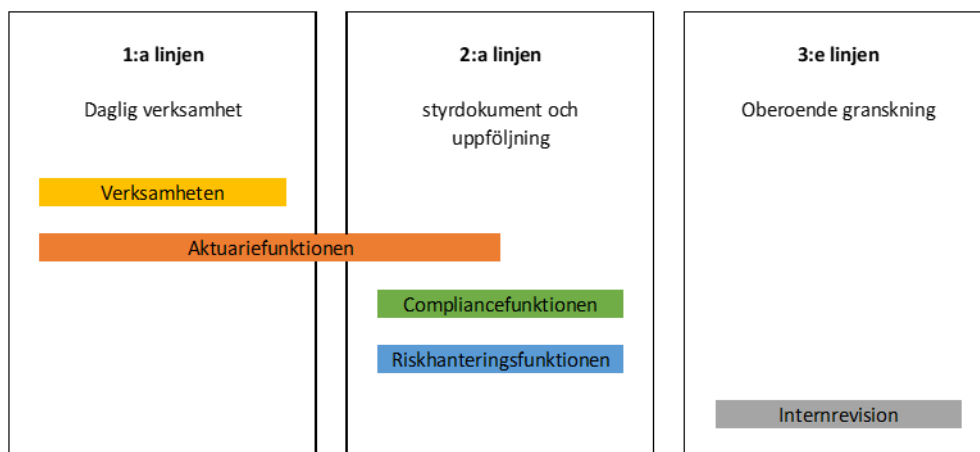 1:a linjen
Daglig verksamhet
Verksamheten
Aktuariefunktionen
2:a linjen
styrdokument och
uppföljning
Compliancefunktionen
Riskhanteringsfunktionen
3:e linjen
Oberoende granskning
Internrevision